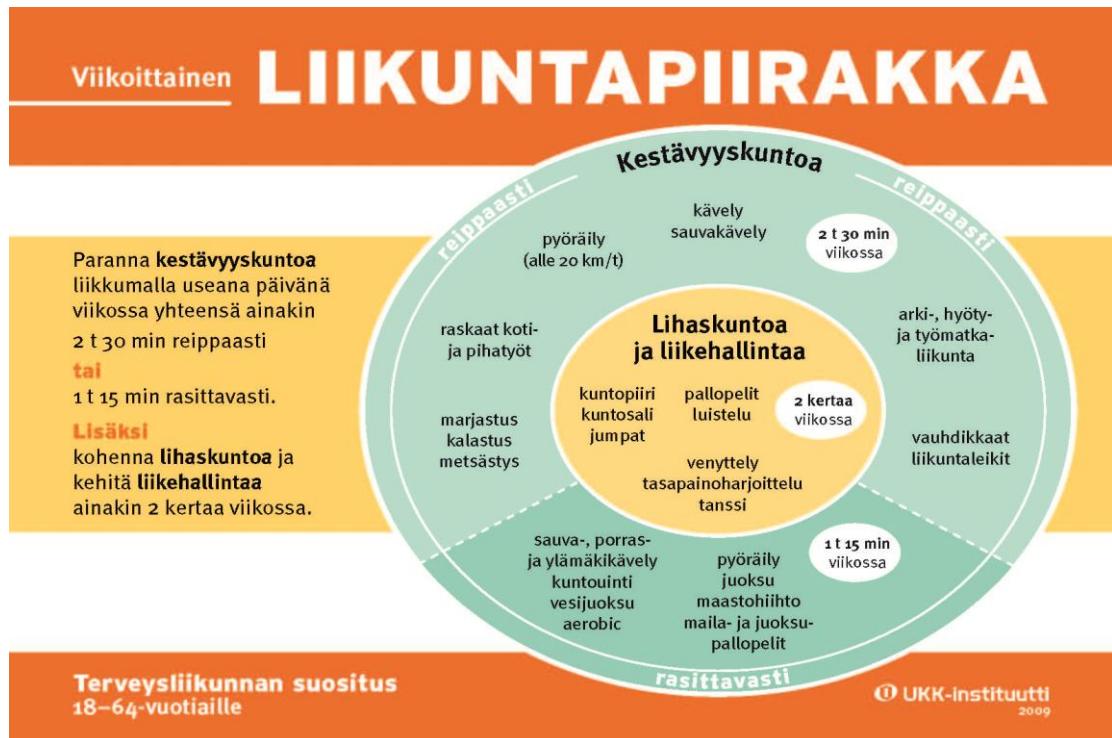 Viikoittainen LIIKUNTAPIIRAKKA
Paranna kestävyyskuntoa
liikkumalla useana päivänä
viikossa yhteensä ainakin
2 t 30 min reippaasti
tai
1 t 15 min rasittavasti.
Lisäksi
kohenna lihaskuntoa ja
kehitä liikehallintaa
ainakin 2 kertaa viikossa.
Kestävyyskuntoa
reippaasti
reippaasti
kävely
sauvakävely
2 t 30 min
viikossa
pyöräily
(alle 20 km/t)
raskaat koti-
ja pihatyöt
marjastus
kalastus
metsästys
arki-, hyöty-
ja työmatka-
liikunta
vauhdikkaat
liikuntaleikit
Lihaskuntoa
ja liikehallintaa
kuntopiiri
kuntosali
jumpat
pallopelit
luistelu
2 kertaa
viikossa
venyttely
tasapainoharjoittelu
tanssi
sauva-, porras-
ja ylämäkikävely
kuntouinti
vesijuoksu
aerobic
pyöräily
juoksu
maastohiihto
maila- ja juoksu-
pallopelit
1 t 15 min
viikossa
rasittavasti
Terveysliikunnan suositus
18–64-vuotiaille
UKK-instituutti
2009